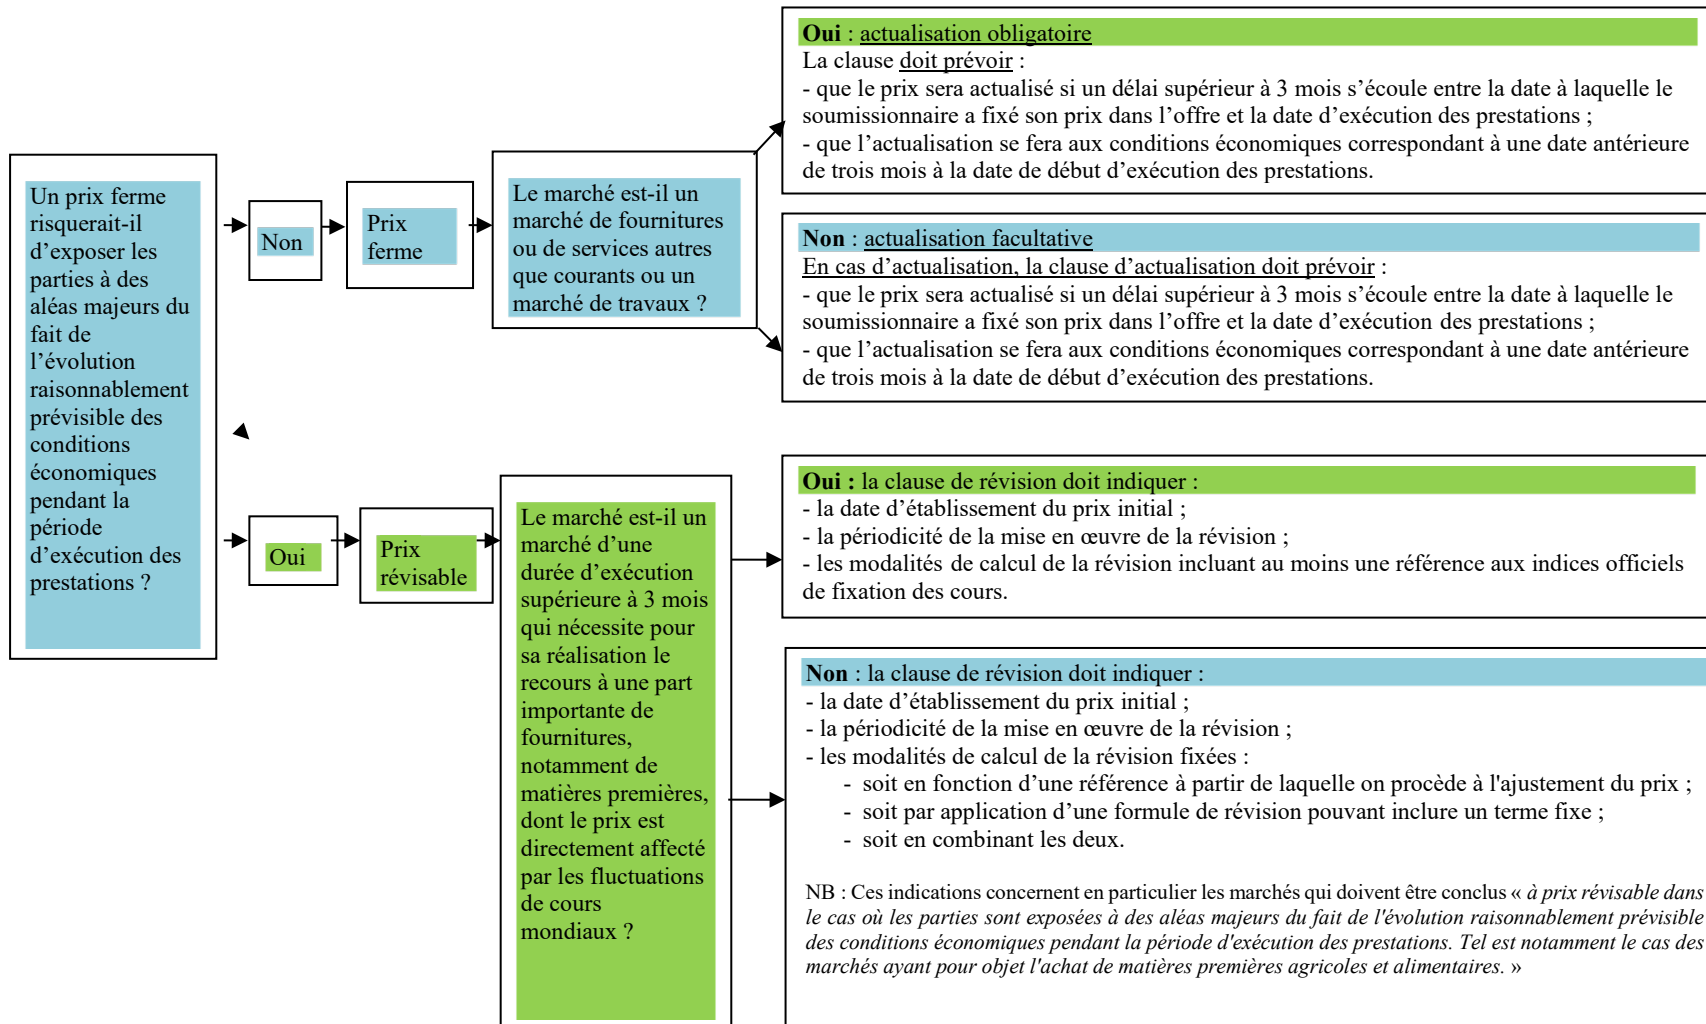 Un prix ferme
risquerait-il
d’exposer les
parties à des
aléas majeurs du
fait de
l’évolution
raisonnablement
prévisible des
conditions
économiques
pendant la
période
d’exécution des
prestations ?
Non
Prix
ferme
Le marché est-il un
marché de fournitures
ou de services autres
que courants ou un
marché de travaux ?
Oui : actualisation obligatoire
La clause doit prévoir :
- que le prix sera actualisé si un délai supérieur à 3 mois s’écoule entre la date à laquelle le
soumissionnaire a fixé son prix dans l’offre et la date d’exécution des prestations ;
- que l’actualisation se fera aux conditions économiques correspondant à une date antérieure
de trois mois à la date de début d’exécution des prestations.
Non : actualisation facultative
En cas d’actualisation, la clause d’actualisation doit prévoir :
- que le prix sera actualisé si un délai supérieur à 3 mois s’écoule entre la date à laquelle le
soumissionnaire a fixé son prix dans l’offre et la date d’exécution des prestations ;
- que l’actualisation se fera aux conditions économiques correspondant à une date antérieure
de trois mois à la date de début d’exécution des prestations.
Oui
Prix
révisable
Le marché est-il un
marché d’une
durée d’exécution
supérieure à 3 mois
qui nécessite pour
sa réalisation le
recours à une part
importante de
fournitures,
notamment de
matières premières,
dont le prix est
directement affecté
par les fluctuations
de cours
mondiaux ?
Oui : la clause de révision doit indiquer :
- la date d’établissement du prix initial ;
- la périodicité de la mise en œuvre de la révision ;
- les modalités de calcul de la révision incluant au moins une référence aux indices officiels
de fixation des cours.
Non : la clause de révision doit indiquer :
- la date d’établissement du prix initial ;
- la périodicité de la mise en œuvre de la révision ;
- les modalités de calcul de la révision fixées :
- soit en fonction d’une référence à partir de laquelle on procède à l'ajustement du prix ;
- soit par application d’une formule de révision pouvant inclure un terme fixe ;
- soit en combinant les deux.
NB : Ces indications concernent en particulier les marchés qui doivent être conclus « à prix révisable dans
le cas où les parties sont exposées à des aléas majeurs du fait de l'évolution raisonnablement prévisible
des conditions économiques pendant la période d'exécution des prestations. Tel est notamment le cas des
marchés ayant pour objet l'achat de matières premières agricoles et alimentaires. »